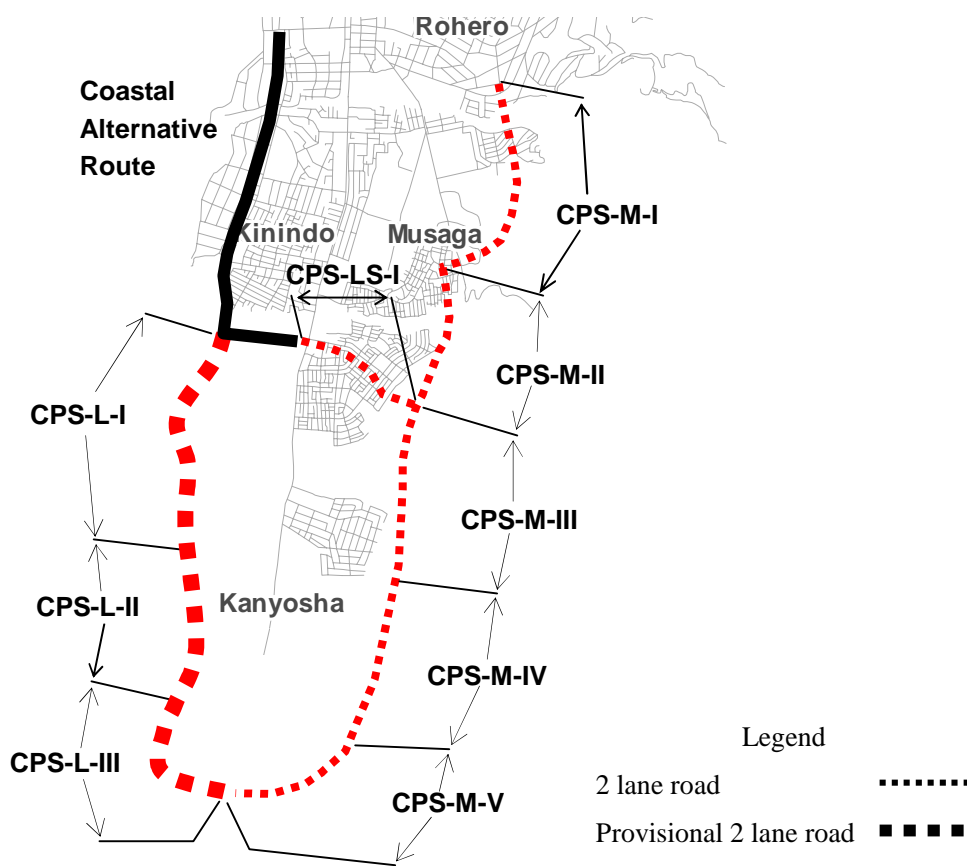 Rohero
Coastal
Alternative
Route
CPS-M-I
Kinindo
Musaga
CPS-LS-I
CPS-M-II
CPS-L-I
CPS-M-III
CPS-L-II
Kanyosha
CPS-M-IV
CPS-L-III
CPS-M-V
Legend
2 lane road
Provisional 2 lane road